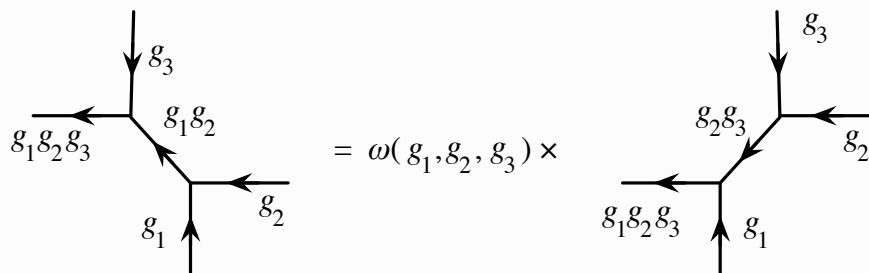 g₃
g₁g₂
g₁g₂g₃
g₂
g₁
= ω(g₁,g₂,g₃)×
g₃
g₂g₃
g₂
g₁g₂g₃
g₁